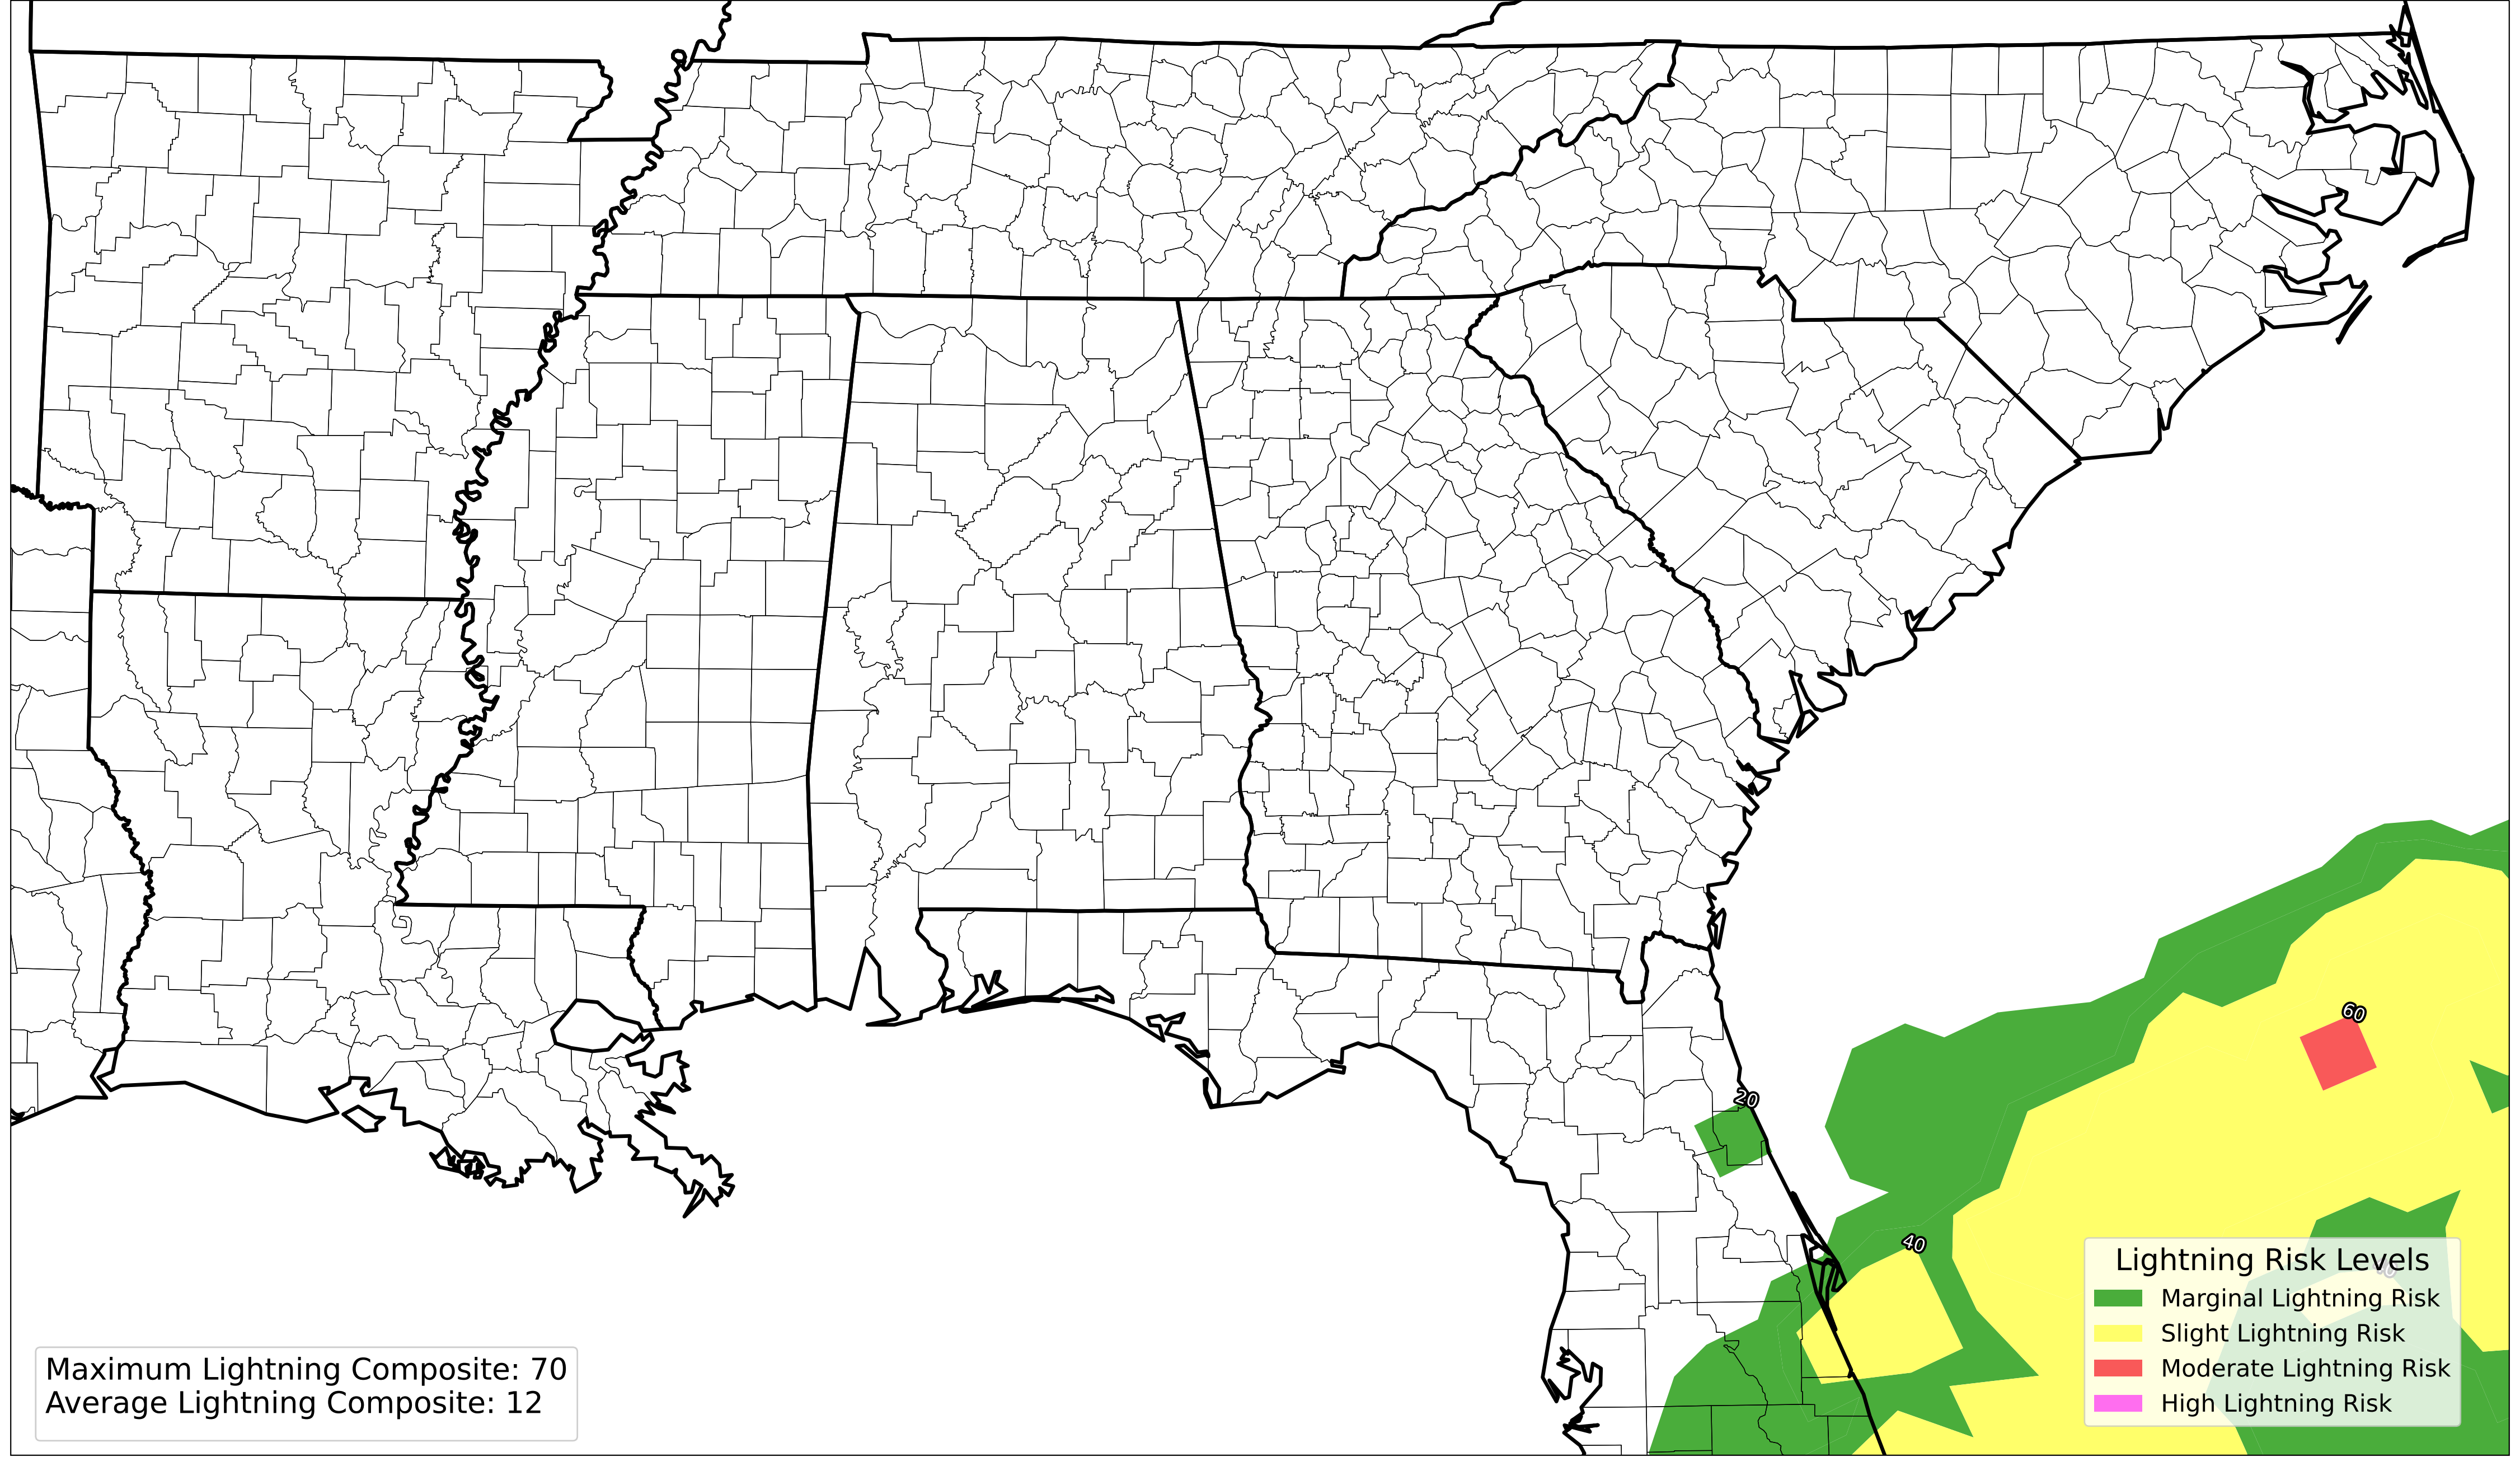 60
20
40
Lightning Risk Levels
Marginal Lightning Risk
Slight Lightning Risk
Moderate Lightning Risk
High Lightning Risk
Maximum Lightning Composite: 70
Average Lightning Composite: 12